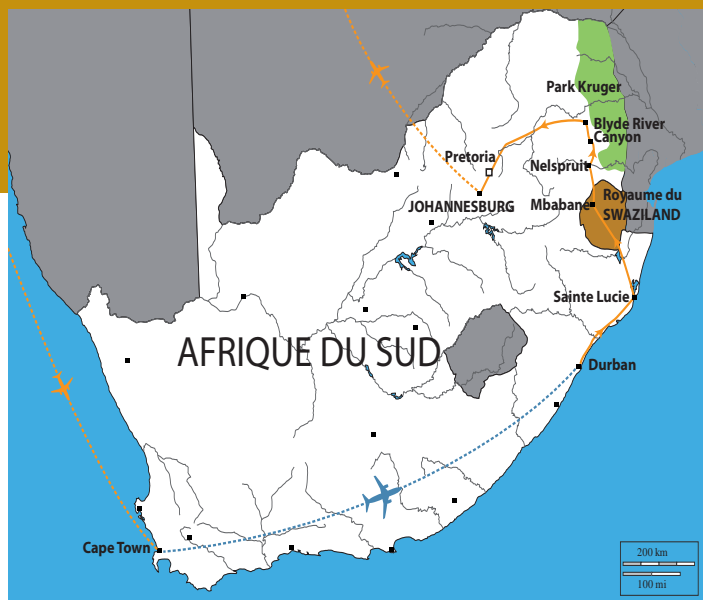 Park Kruger
Blyde River
Canyon
Pretoria
Nelspruit
JOHANNESBURG
Mbabane
Royaume du
SWAZILAND
Sainte Lucie
AFRIQUE DU SUD
Durban
Cape Town
200 km
100 mi